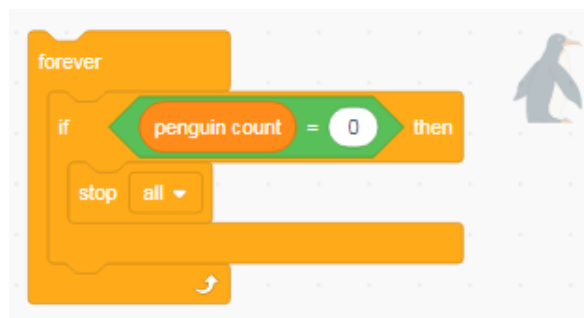 forever
if penguin count = 0 then
stop all